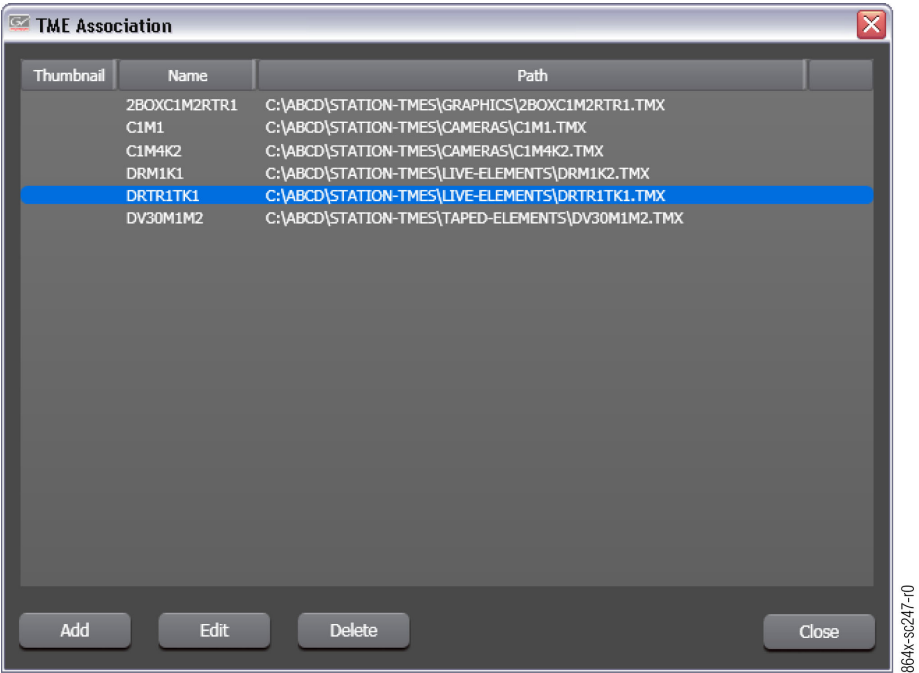 TME Association
Thumbnail Name Path
2BOXC1M2RTR1 C:\ABCD\STATION-TMES\GRAPHICS\2BOXC1M2RTR1.TMX
C1M1 C:\ABCD\STATION-TMES\CAMERAS\C1M1.TMX
C1M4K2 C:\ABCD\STATION-TMES\CAMERAS\C1M4K2.TMX
DRM1K1 C:\ABCD\STATION-TMES\LIVE-ELEMENTS\DRM1K2.TMX
DRTR1TK1 C:\ABCD\STATION-TMES\LIVE-ELEMENTS\DRTR1TK1.TMX
DV30M1M2 C:\ABCD\STATION-TMES\TAPED-ELEMENTS\DV30M1M2.TMX
Add Edit Delete Close
864x-sc247-r0